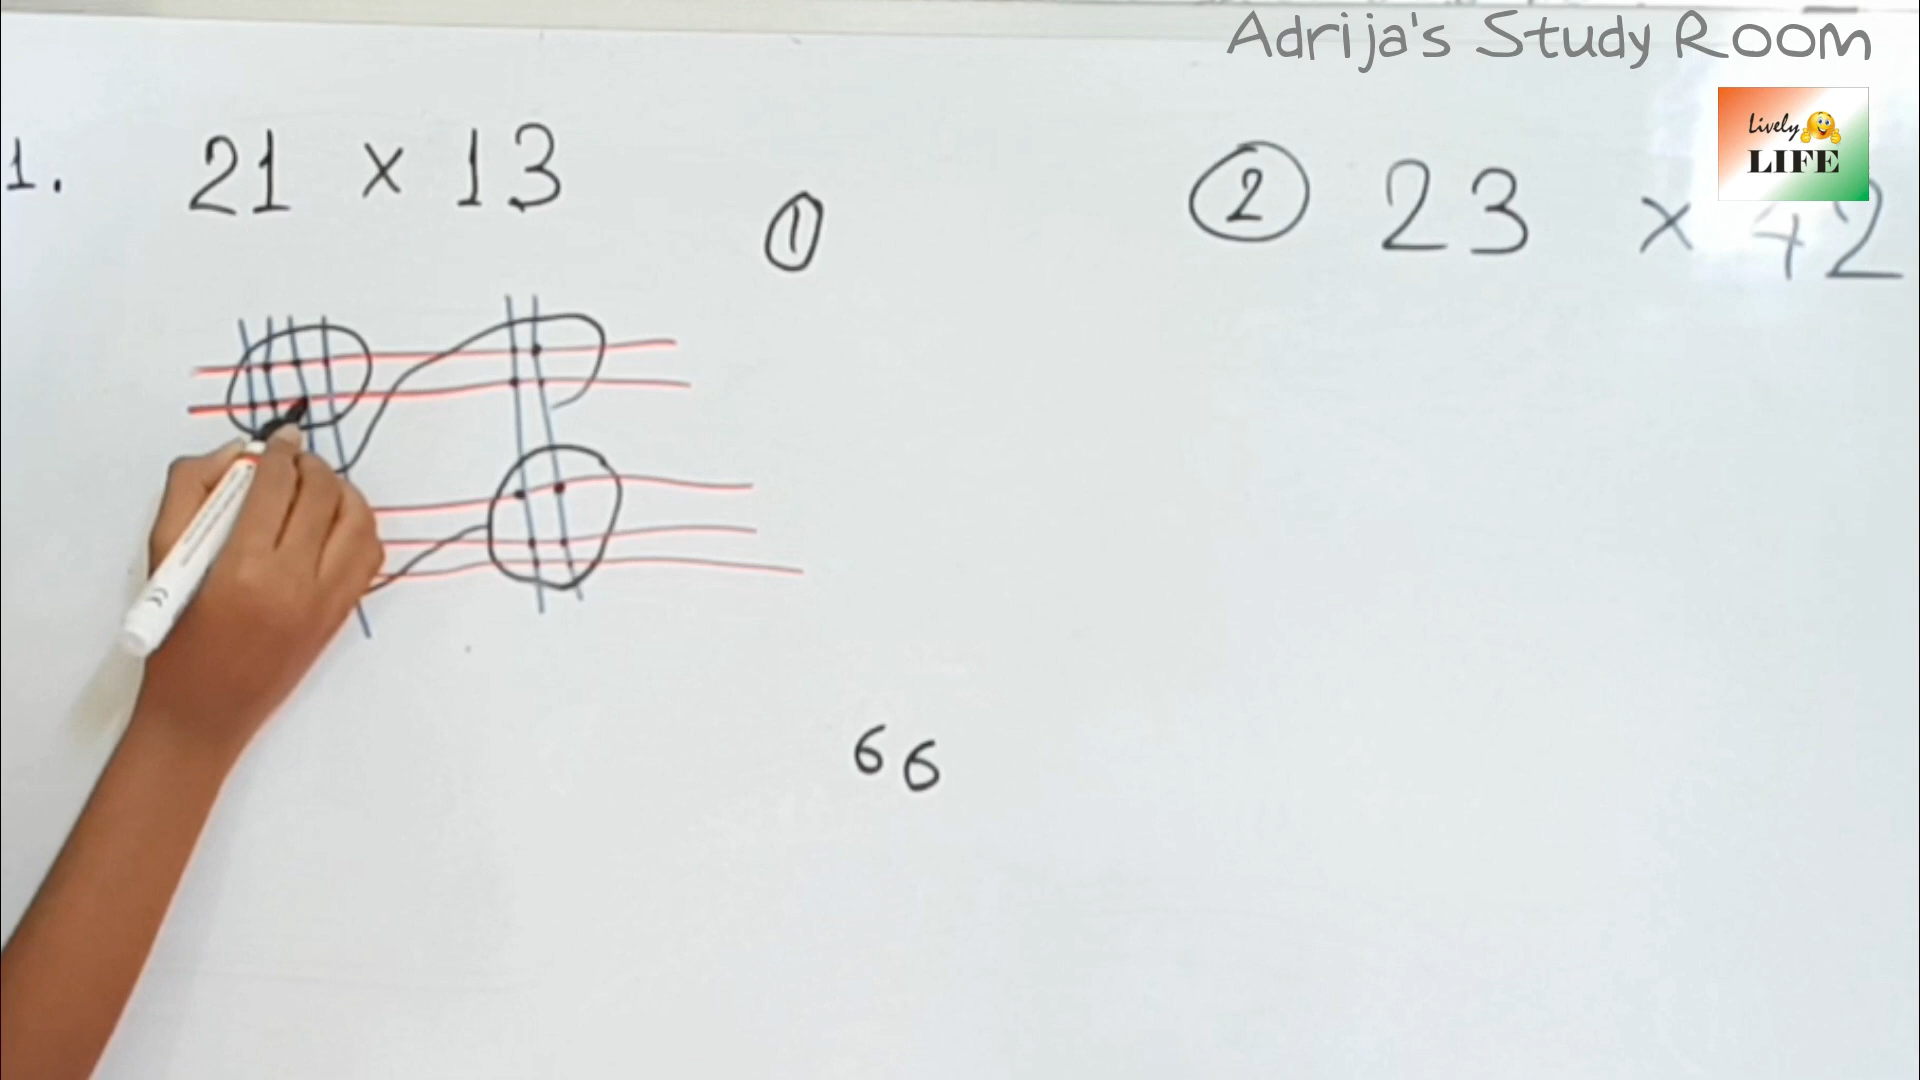 Adrija's Study Room
Lively
LIFE
1. 21 × 13
①
② 23 × 42
66